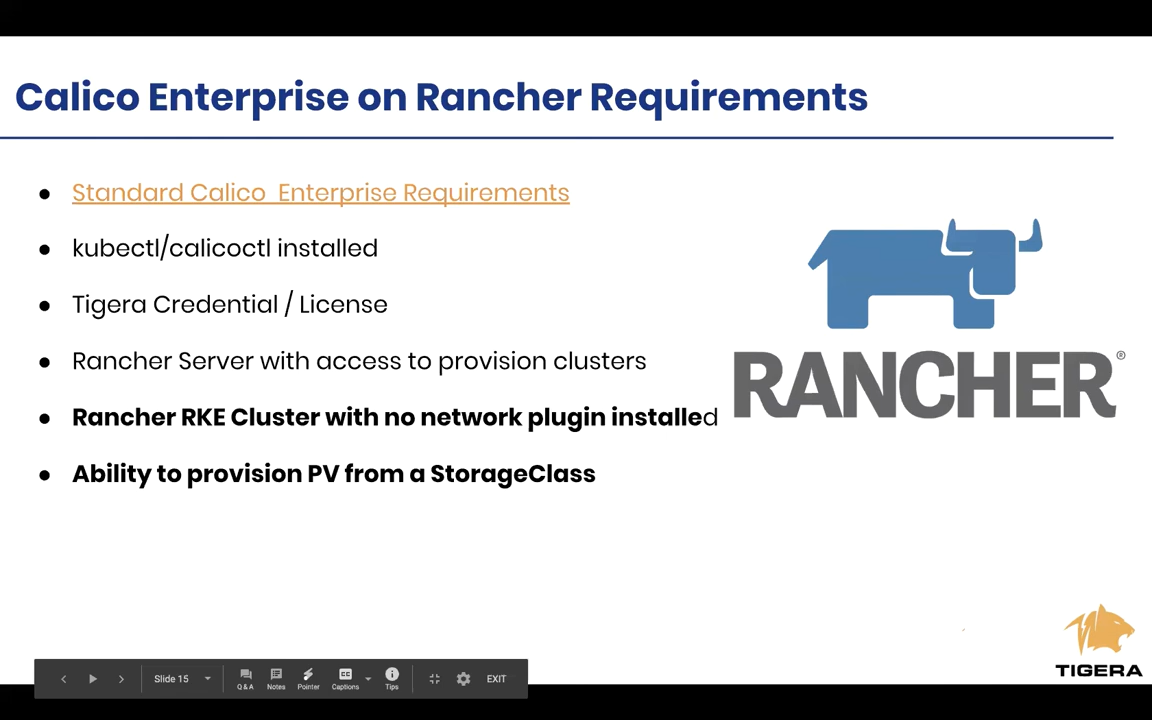 Calico Enterprise on Rancher Requirements
Standard Calico  Enterprise Requirements
kubectl/calicoctl installed
Tigera Credential / License
Rancher Server with access to provision clusters
Rancher RKE Cluster with no network plugin installed
Ability to provision PV from a StorageClass
RANCHER®
TIGERA
Slide 15
Q&A
Notes
Pointer
CC
Captions
Tips
EXIT